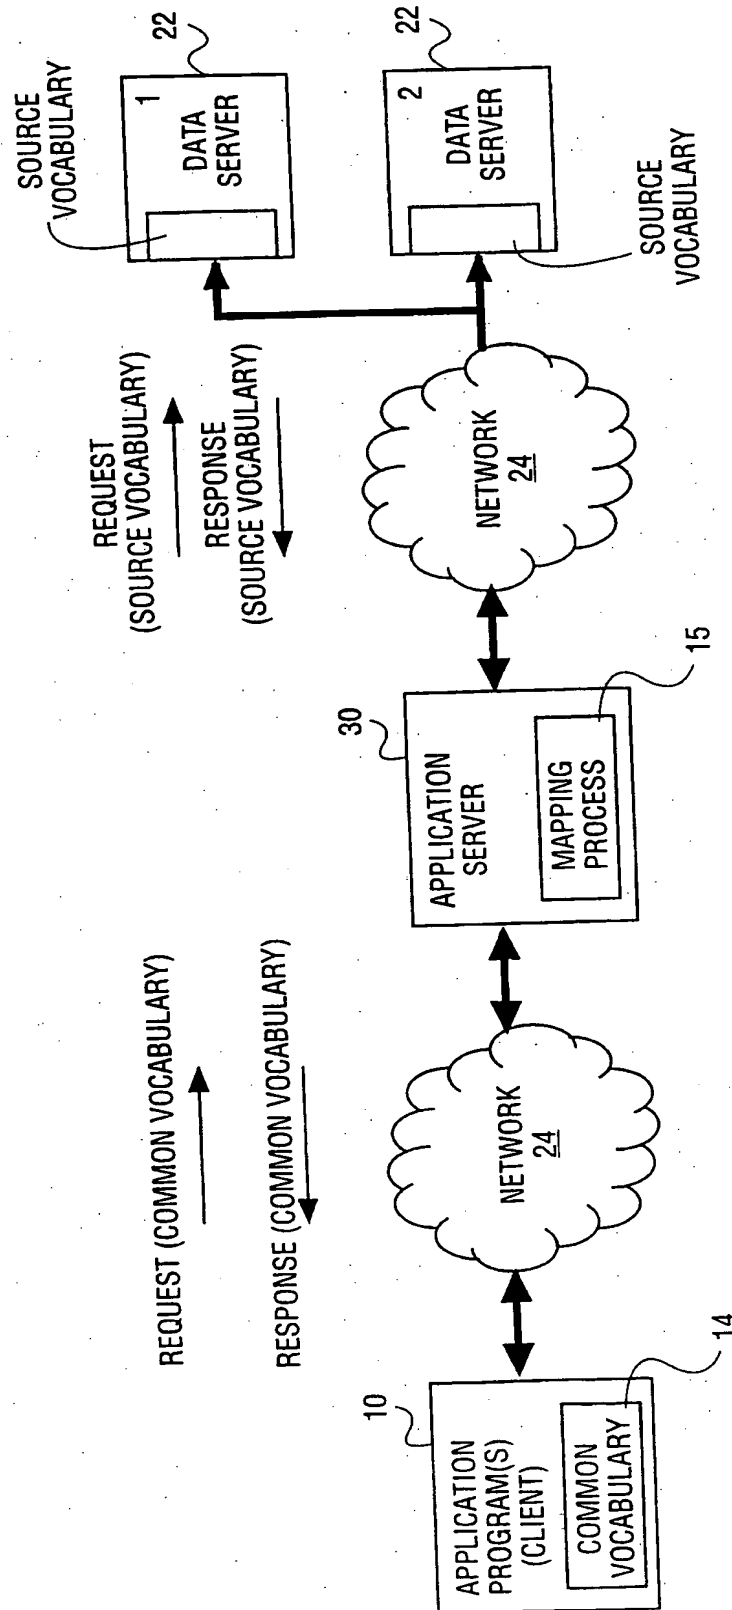 SOURCE
VOCABULARY
22
1
DATA
SERVER
22
2
DATA
SERVER
SOURCE
VOCABULARY
REQUEST
(SOURCE VOCABULARY)
RESPONSE
(SOURCE VOCABULARY)
NETWORK
24
30
APPLICATION
SERVER
MAPPING
PROCESS
15
REQUEST (COMMON VOCABULARY)
RESPONSE (COMMON VOCABULARY)
NETWORK
24
10
APPLICATION
PROGRAM(S)
(CLIENT)
COMMON
VOCABULARY
14